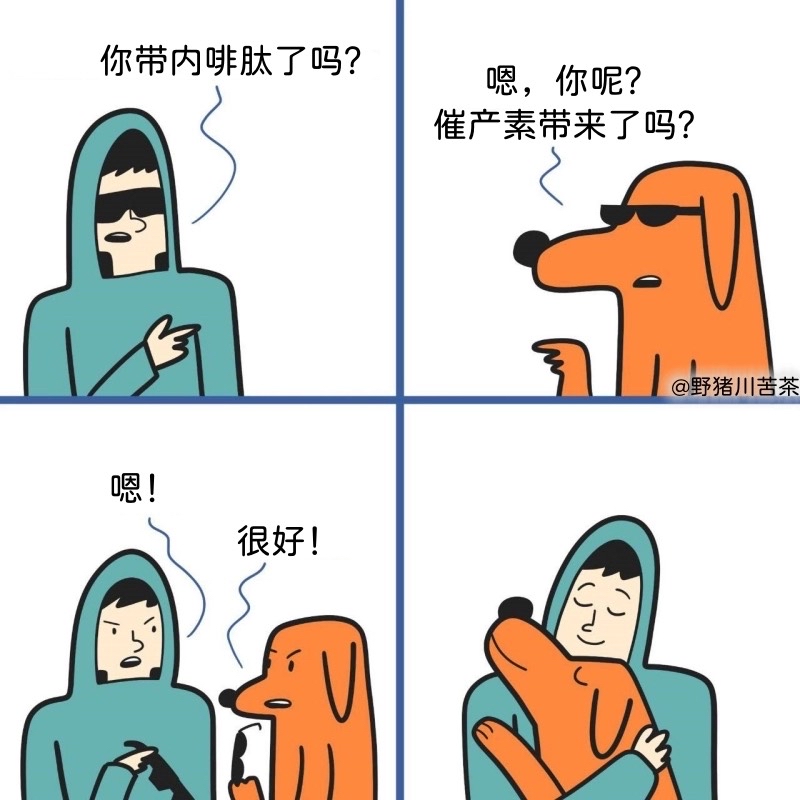 你带内啡肽了吗？
嗯，你呢？
催产素带来了吗？
@野猪川苦茶
嗯！
很好！